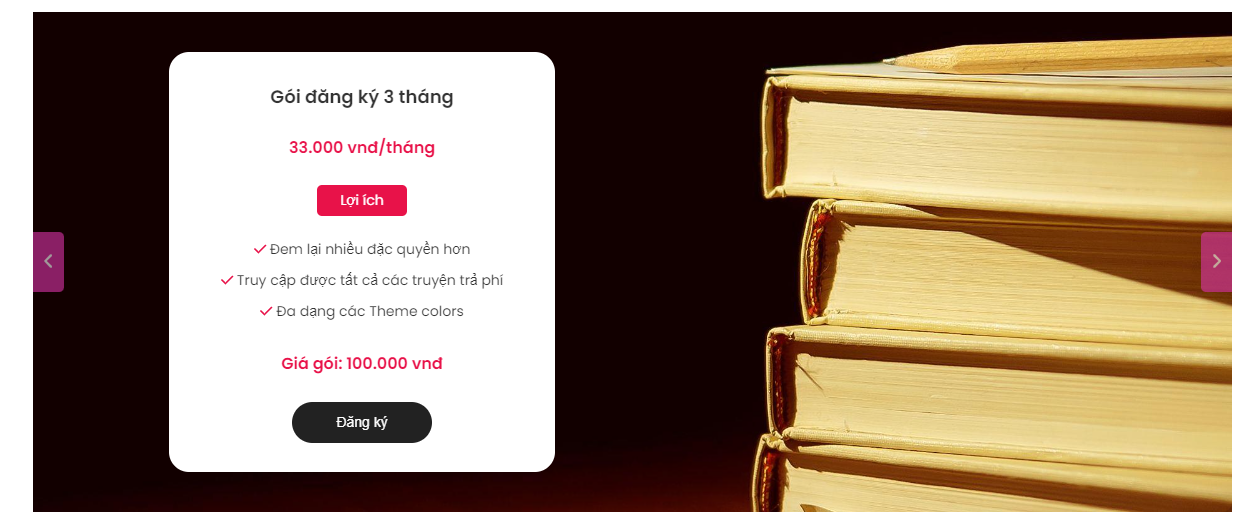 Gói đăng ký 3 tháng
33.000 vnđ/tháng
Lợi ích
Đem lại nhiều đặc quyền hơn
Truy cập được tất cả các truyện trả phí
Đa dạng các Theme colors
Giá gói: 100.000 vnđ
Đăng ký